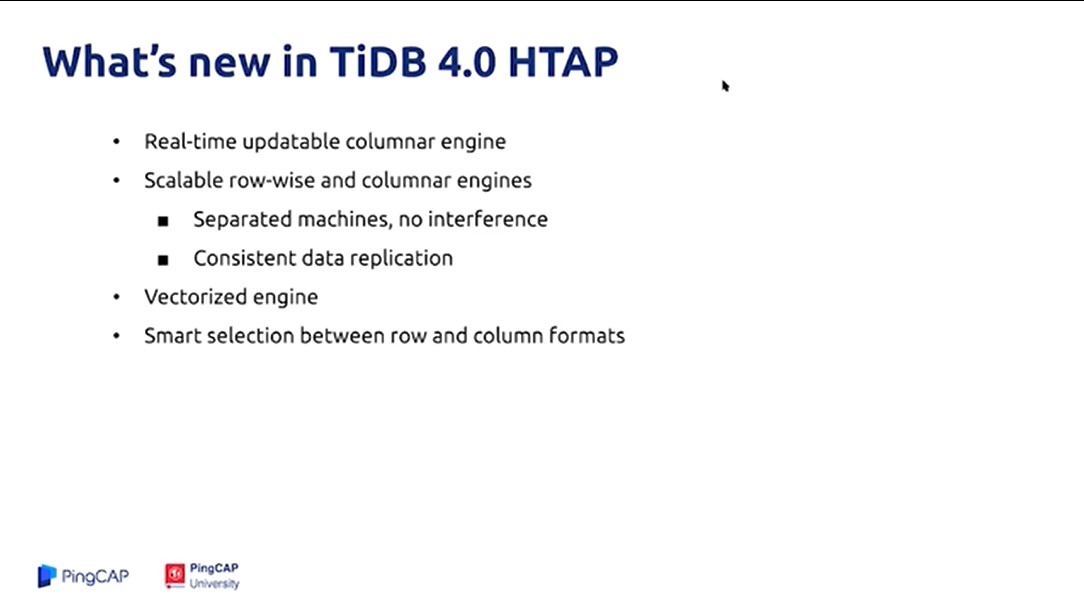 What's new in TiDB 4.0 HTAP
• Real-time updatable columnar engine
• Scalable row-wise and columnar engines
■ Separated machines, no interference
■ Consistent data replication
• Vectorized engine
• Smart selection between row and column formats
PingCAP
PingCAP
University